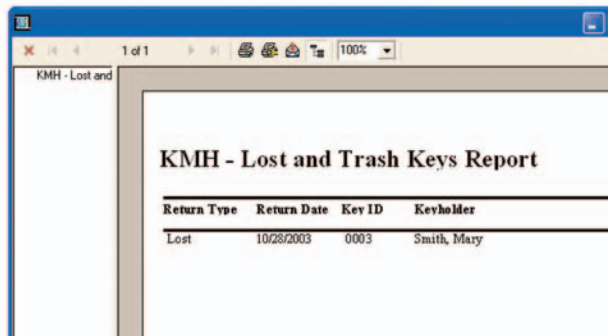 1 of 1
100%
KMH - Lost and
KMH - Lost and Trash Keys Report
Return Type Return Date Key ID Keyholder
Lost 10/28/2003 0003 Smith, Mary